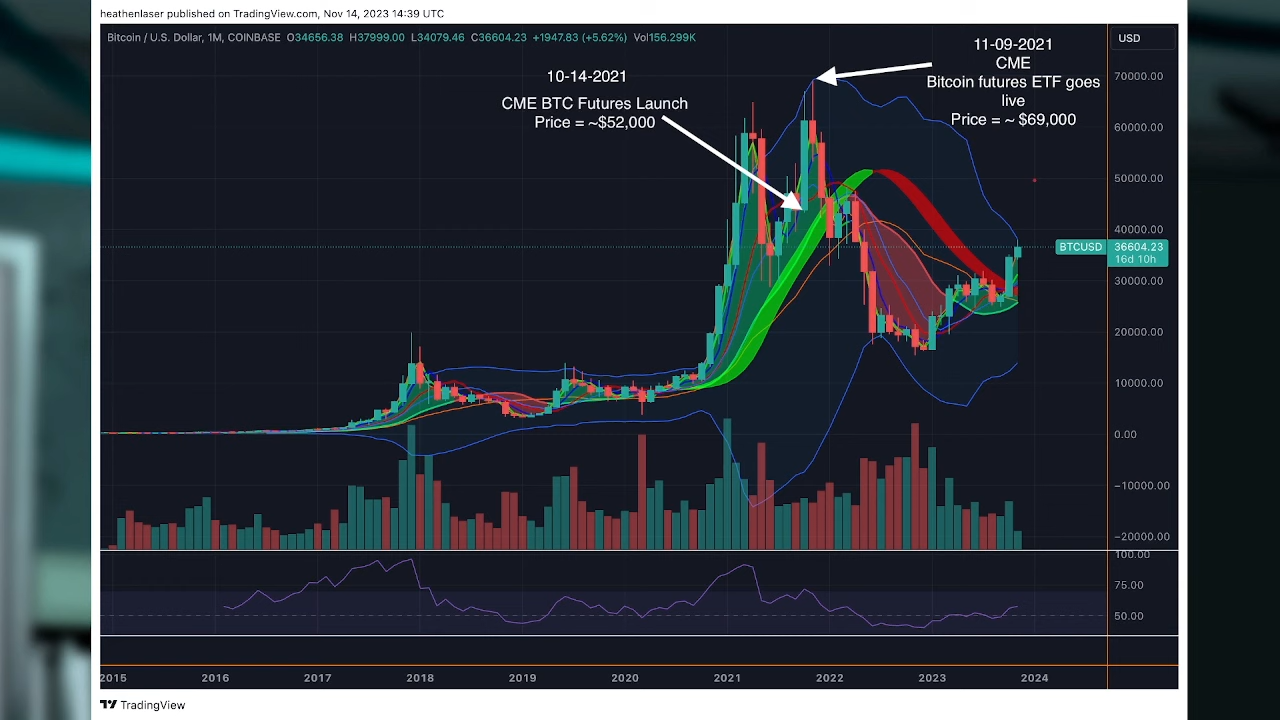 heathenlaser published on TradingView.com, Nov 14, 2023 14:39 UTC
Bitcoin / U.S. Dollar, 1M, COINBASE O34656.38 H37999.00 L34079.46 C36604.23 +1947.83 (+5.62%) Vol156.299K
USD
10-14-2021
CME BTC Futures Launch
Price = ~$52,000
11-09-2021
CME
Bitcoin futures ETF goes
live
Price = ~ $69,000
70000.00
60000.00
50000.00
40000.00
BTCUSD 36604.23
16d 10h
30000.00
20000.00
10000.00
0.00
−10000.00
−20000.00
100.00
75.00
50.00
2015 2016 2017 2018 2019 2020 2021 2022 2023 2024
TradingView